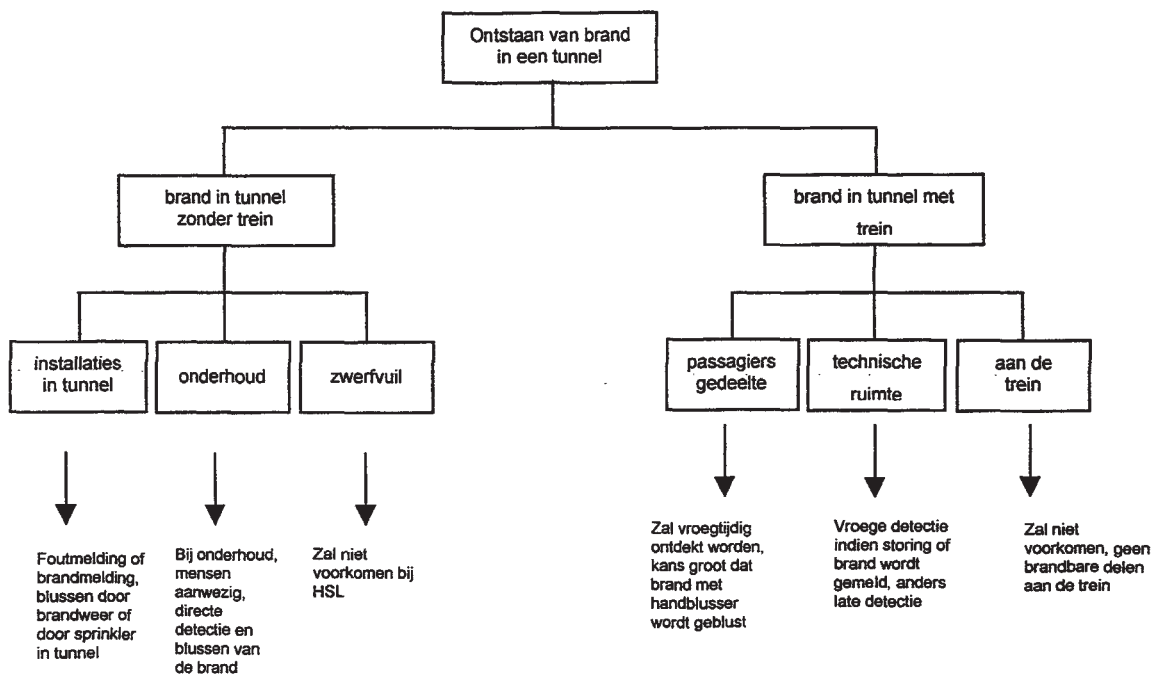 Ontstaan van brand
in een tunnel
brand in tunnel
zonder trein
brand in tunnel met
trein
installaties
in tunnel
onderhoud
zwerfvuil
passagiers
gedeelte
technische
ruimte
aan de
trein
Foutmelding of
brandmelding,
blussen door
brandweer of
door sprinkler
in tunnel
Bij onderhoud,
mensen
aanwezig,
directe
detectie en
blussen van
de brand
Zal niet
voorkomen bij
HSL
Zal vroegtijdig
ontdekt worden,
kans groot dat
brand met
handblusser
wordt geblust
Vroege detectie
indien storing of
brand wordt
gemeld, anders
late detectie
Zal niet
voorkomen, geen
brandbare delen
aan de trein